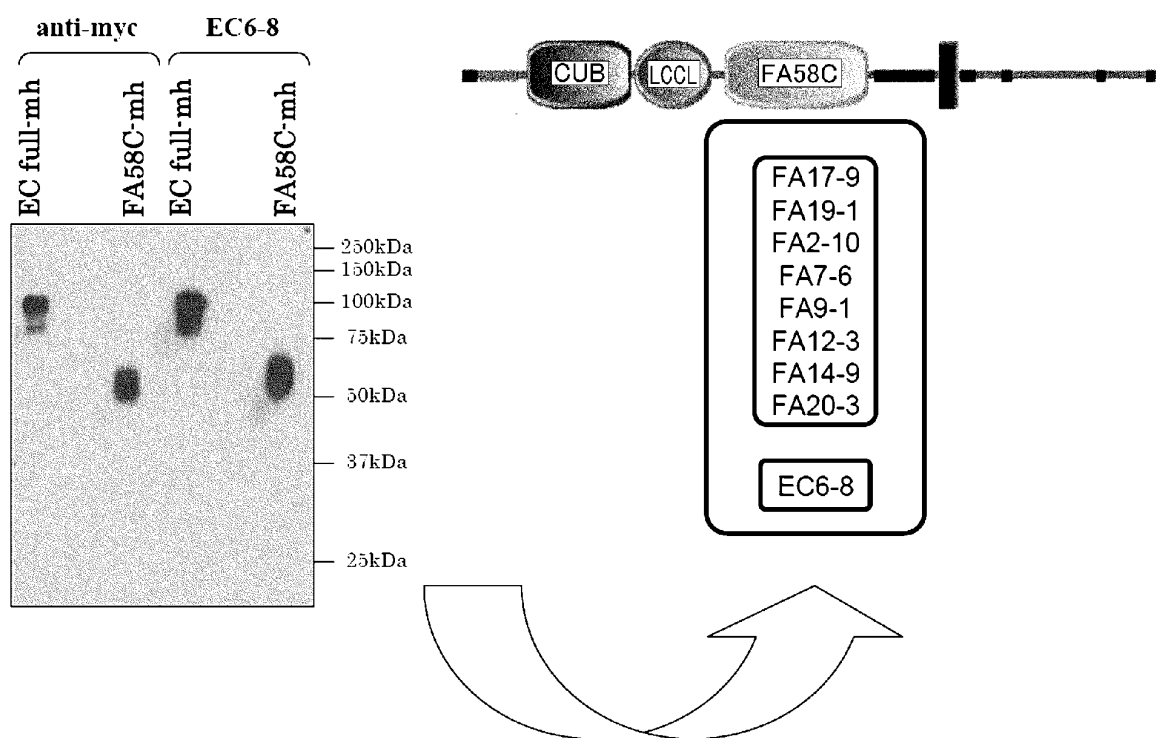 anti-myc
EC6-8
EC full-mh
FA58C-mh
EC full-mh
FA58C-mh
250kDa
150kDa
100kDa
75kDa
50kDa
37kDa
25kDa
CUB
LCCL
FA58C
FA17-9
FA19-1
FA2-10
FA7-6
FA9-1
FA12-3
FA14-9
FA20-3
EC6-8